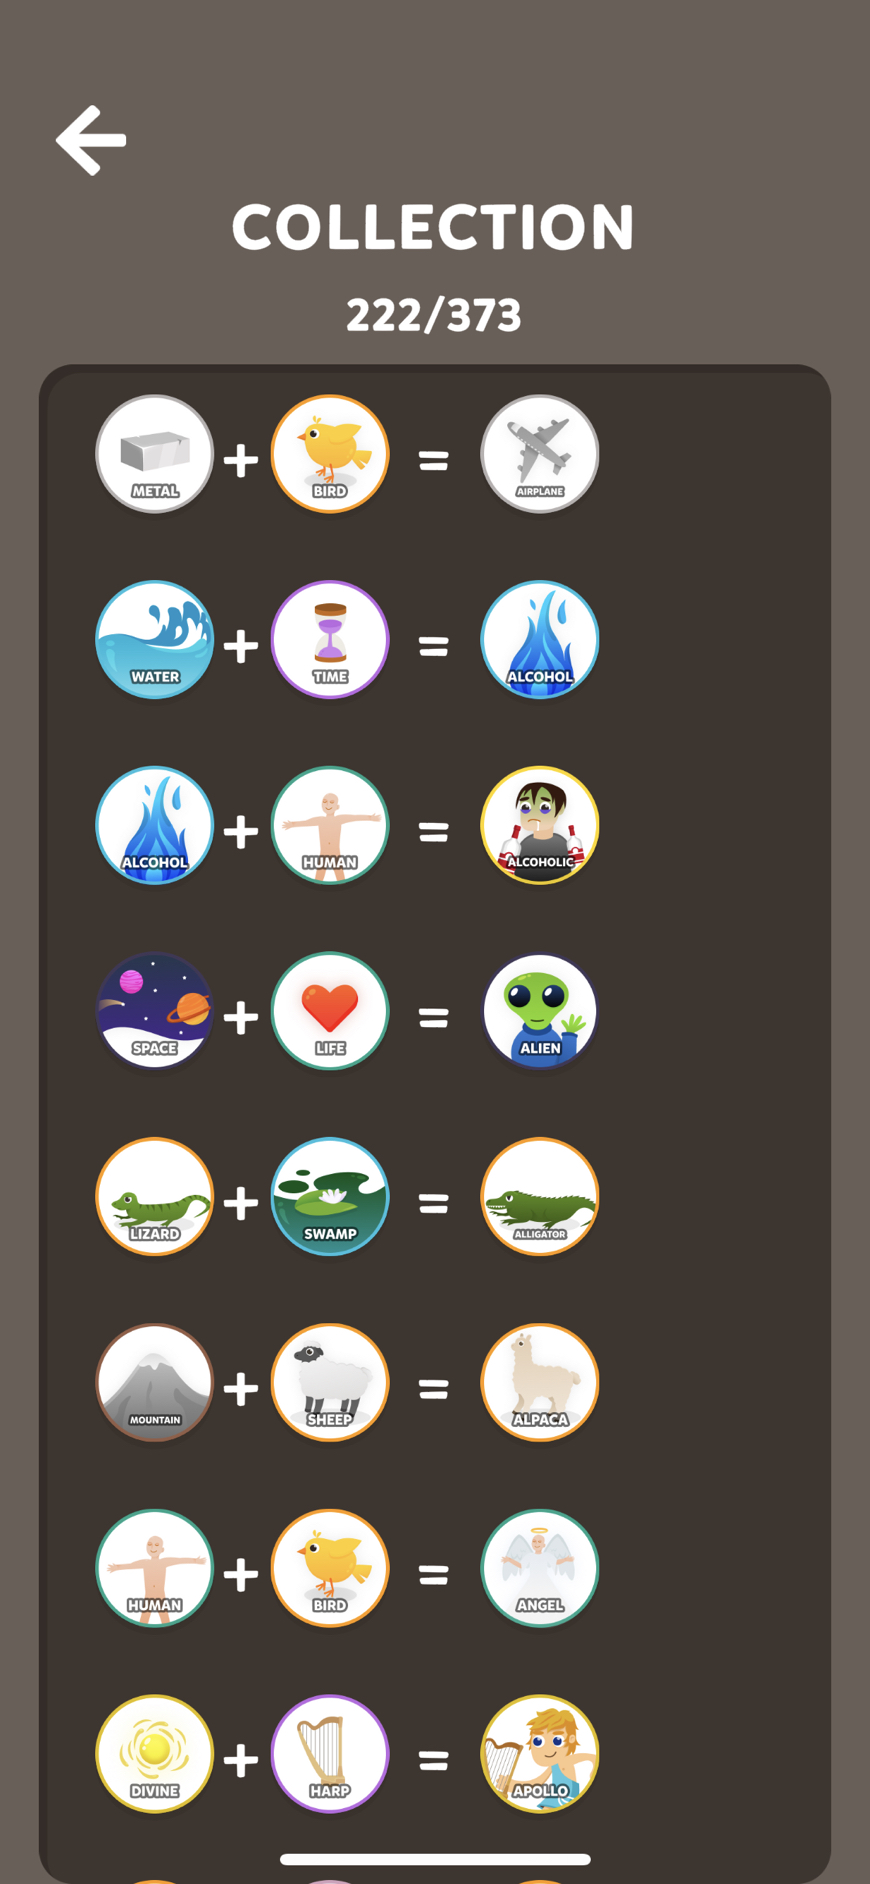 COLLECTION
222/373
METAL + BIRD = AIRPLANE
WATER + TIME = ALCOHOL
ALCOHOL + HUMAN = ALCOHOLIC
SPACE + LIFE = ALIEN
LIZARD + SWAMP = ALLIGATOR
MOUNTAIN + SHEEP = ALPACA
HUMAN + BIRD = ANGEL
DIVINE + HARP = APOLLO